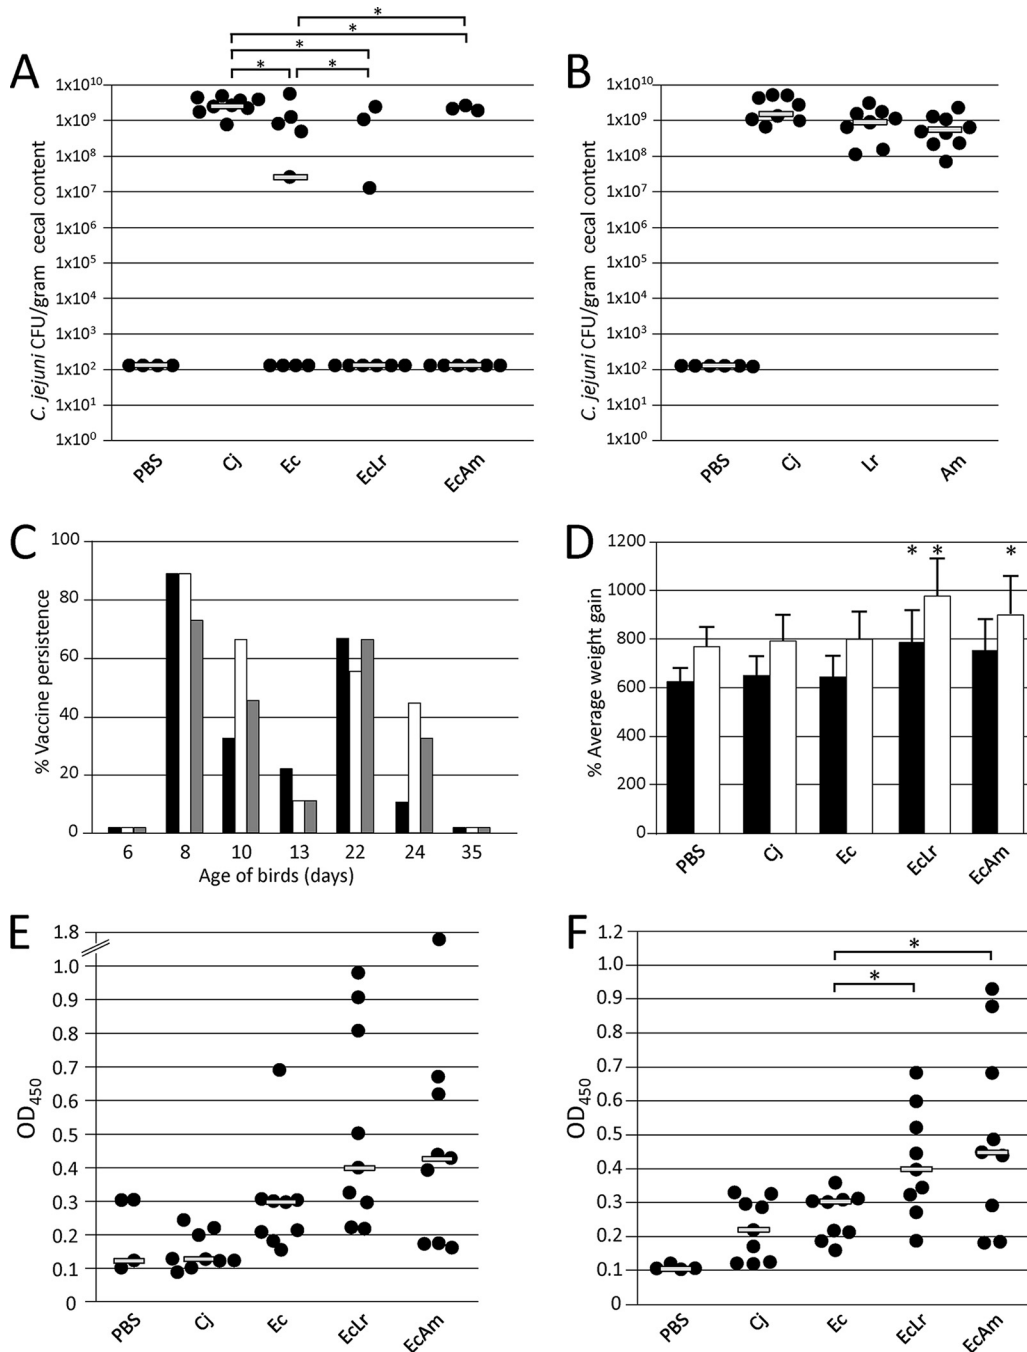 * 
*
* 
* *
A
C. jejuni CFU/gram cecal content
1x10¹⁰
1x10⁹
1x10⁸
1x10⁷
1x10⁶
1x10⁵
1x10⁴
1x10³
1x10²
1x10¹
1x10⁰
PBS Cj Ec EcLr EcAm
B
C. jejuni CFU/gram cecal content
1x10¹⁰
1x10⁹
1x10⁸
1x10⁷
1x10⁶
1x10⁵
1x10⁴
1x10³
1x10²
1x10¹
1x10⁰
PBS Cj Lr Am
C
% Vaccine persistence
100
80
60
40
20
0
6 8 10 13 22 24 35
Age of birds (days)
D
% Average weight gain
1200
1000
800
600
400
200
0
* * *
PBS Cj Ec EcLr EcAm
E
OD₄₅₀
1.8
1.0
0.9
0.8
0.7
0.6
0.5
0.4
0.3
0.2
0.1
0
PBS Cj Ec EcLr EcAm
F
OD₄₅₀
1.2
1.0
0.9
0.8
0.7
0.6
0.5
0.4
0.3
0.2
0.1
0
*
*
PBS Cj Ec EcLr EcAm